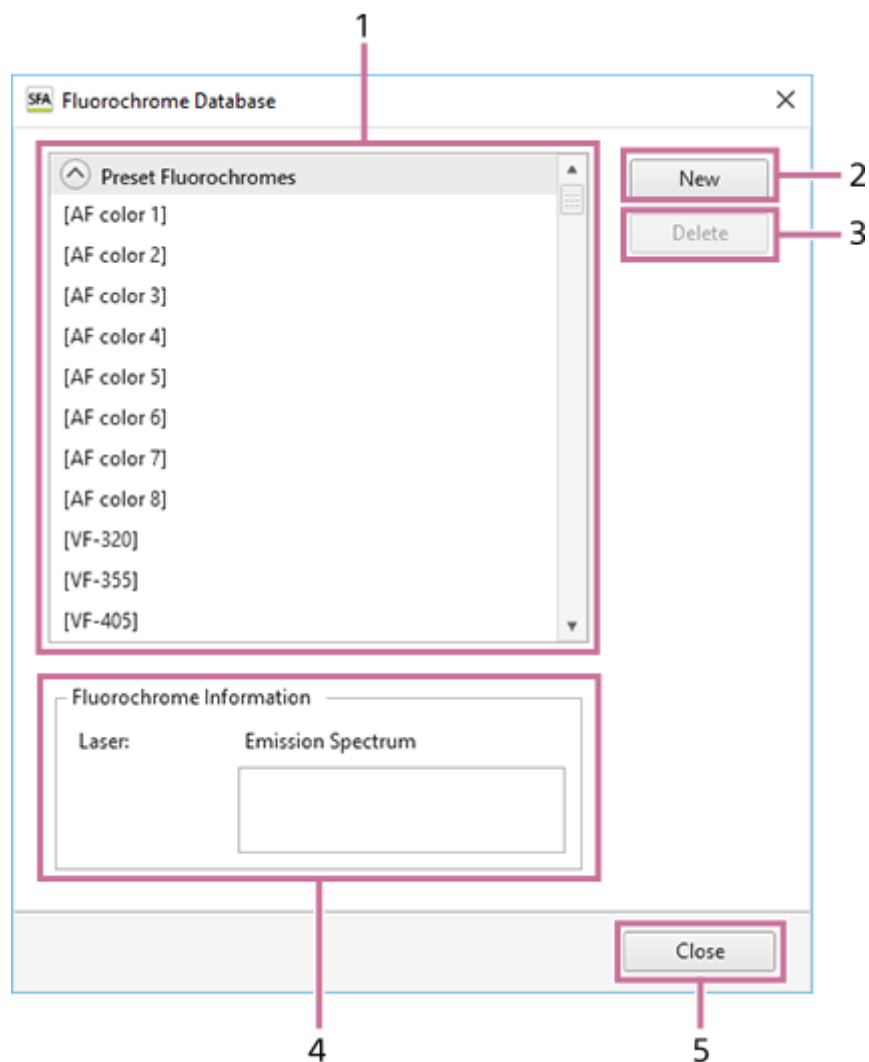 1
SFA Fluorochrome Database
Preset Fluorochromes
[AF color 1]
[AF color 2]
[AF color 3]
[AF color 4]
[AF color 5]
[AF color 6]
[AF color 7]
[AF color 8]
[VF-320]
[VF-355]
[VF-405]
New 2
Delete 3
Fluorochrome Information
Laser: Emission Spectrum
Close
4 5